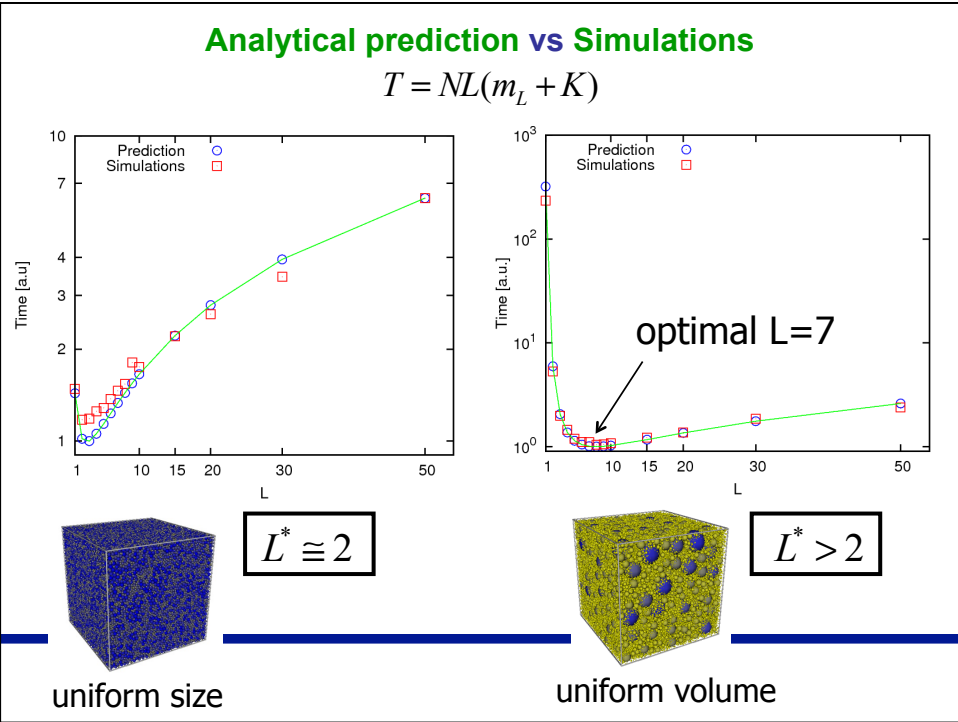 Analytical prediction vs Simulations
T = NL(m_L + K)
10
7
4
3
2
1
Time [a.u]
Prediction
Simulations
1 10 15 20 30 50
L
10^3
10^2
10^1
10^0
Time [a.u.]
Prediction
Simulations
optimal L=7
1 10 15 20 30 50
L
L^* ≅ 2
L^* > 2
uniform size
uniform volume